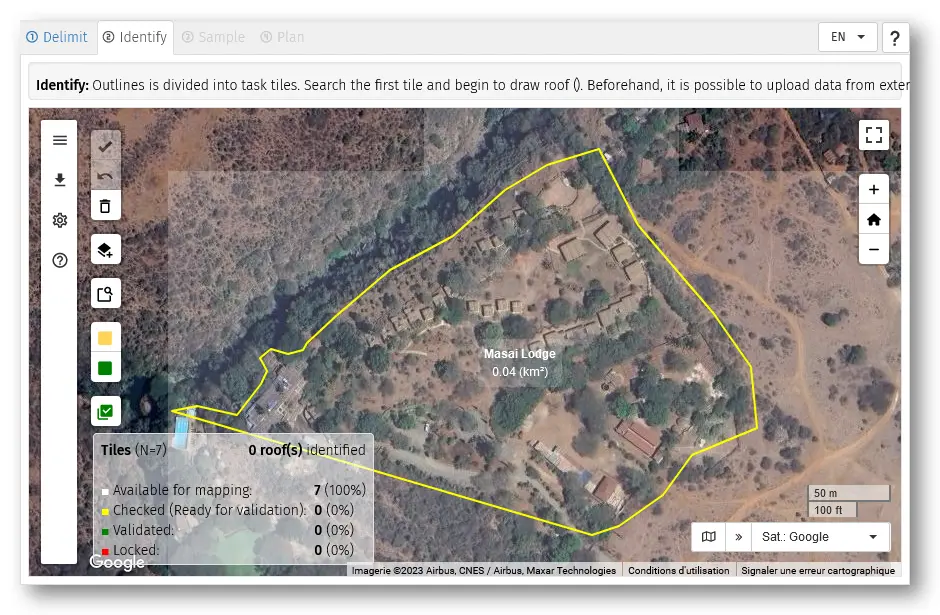 ① Delimit ② Identify ③ Sample ④ Plan EN ?
Identify: Outlines is divided into task tiles. Search the first tile and begin to draw roof (). Beforehand, it is possible to upload data from exter
Masai Lodge
0.04 (km²)
Tiles (N=7) 0 roof(s) identified
Available for mapping: 7 (100%)
Checked (Ready for validation): 0 (0%)
Validated: 0 (0%)
Locked: 0 (0%)
Google
50 m
100 ft
» Sat.: Google
Imagerie ©2023 Airbus, CNES / Airbus, Maxar Technologies Conditions d'utilisation Signaler une erreur cartographique